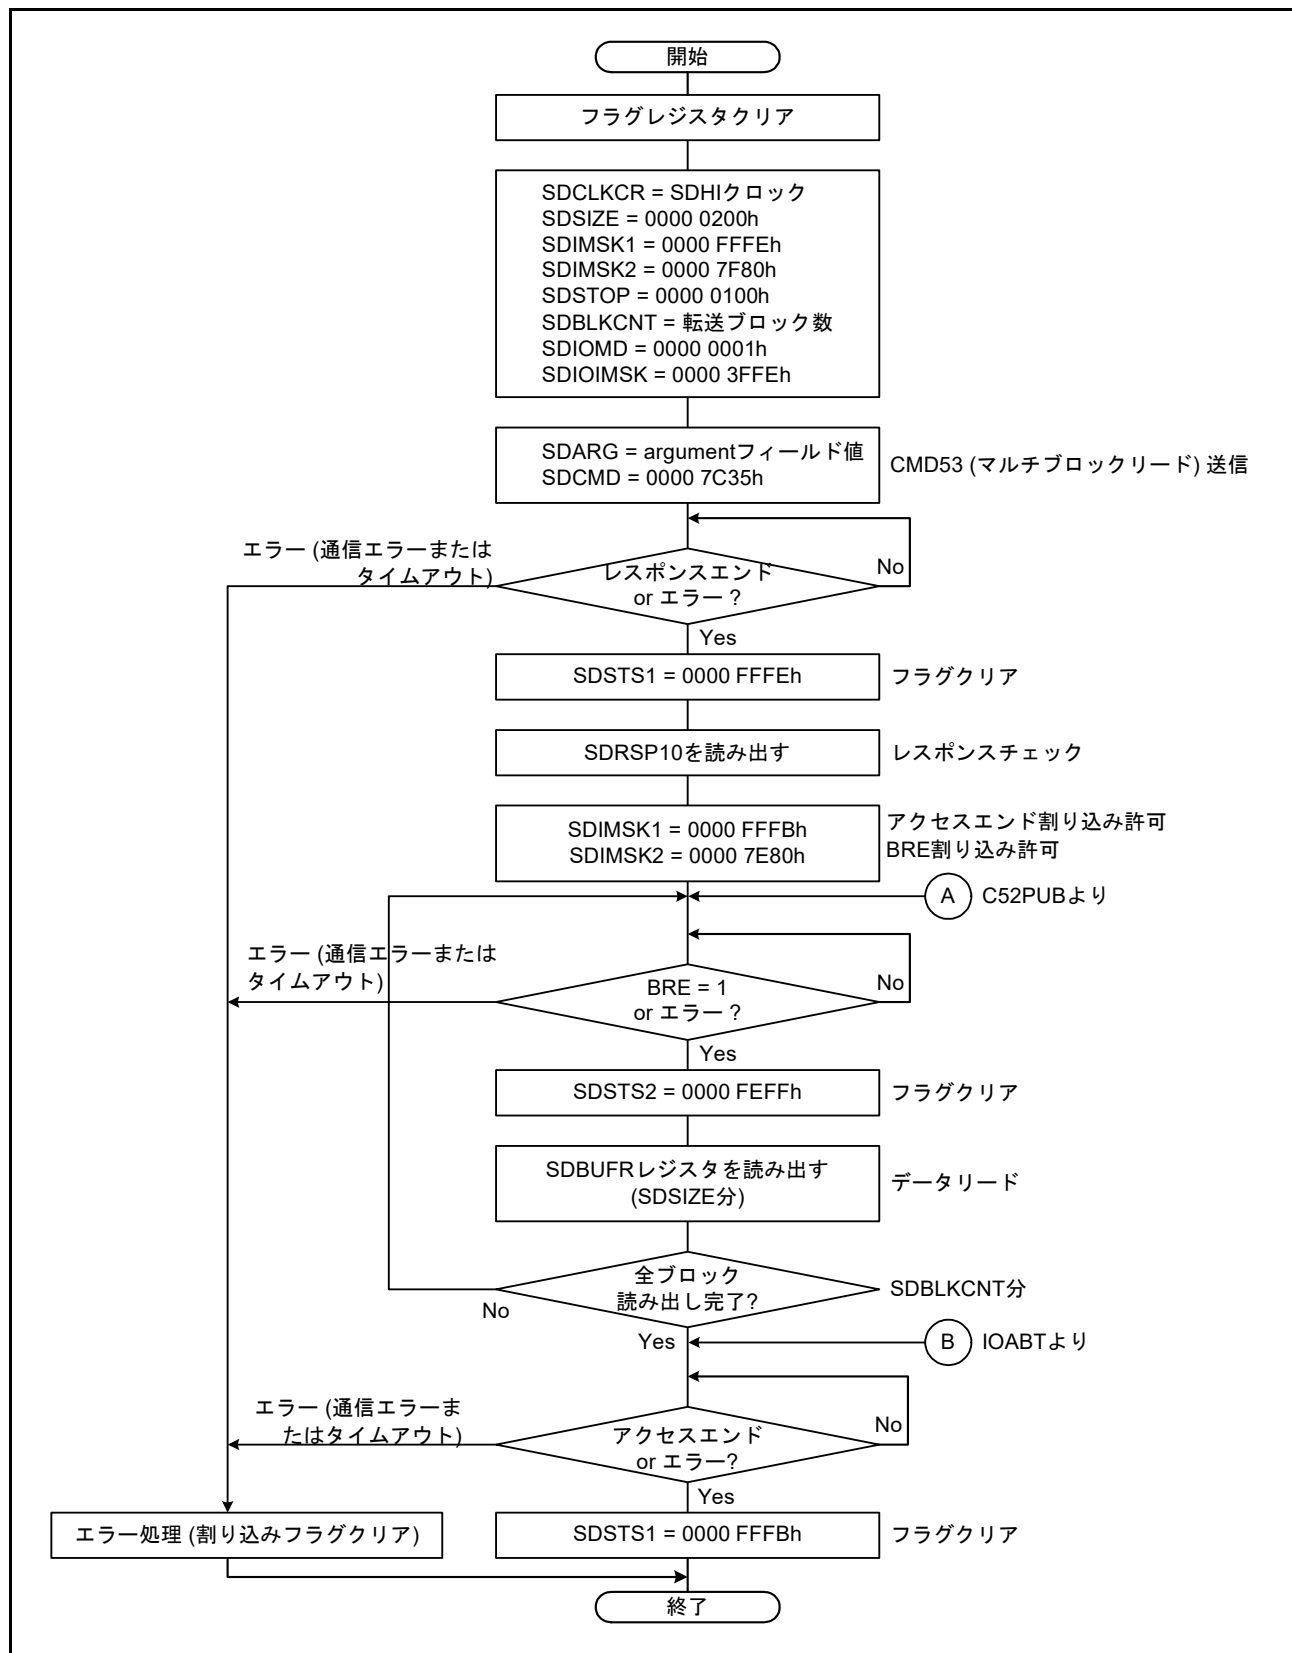 開始
フラグレジスタクリア
SDCLKCR = SDHIクロック
SDSIZE = 0000 0200h
SDIMSK1 = 0000 FFFEh
SDIMSK2 = 0000 7F80h
SDSTOP = 0000 0100h
SDBLKCNT = 転送ブロック数
SDIOMD = 0000 0001h
SDIOIMSK = 0000 3FFEh
SDARG = argumentフィールド値
SDCMD = 0000 7C35h
CMD53 (マルチブロックリード) 送信
エラー (通信エラーまたは
タイムアウト)
レスポンスエンド
or エラー ?
No
Yes
SDSTS1 = 0000 FFFEh
フラグクリア
SDRSP10を読み出す
レスポンスチェック
SDIMSK1 = 0000 FFFBh
SDIMSK2 = 0000 7E80h
アクセスエンド割り込み許可
BRE割り込み許可
A
C52PUBより
エラー (通信エラーまたは
タイムアウト)
BRE = 1
or エラー ?
No
Yes
SDSTS2 = 0000 FEFFh
フラグクリア
SDBUFRレジスタを読み出す
(SDSIZE分)
データリード
全ブロック
読み出し完了?
SDBLKCNT分
No
Yes
B
IOABTより
エラー (通信エラーま
たはタイムアウト)
アクセスエンド
or エラー?
No
Yes
エラー処理 (割り込みフラグクリア)
SDSTS1 = 0000 FFFBh
フラグクリア
終了